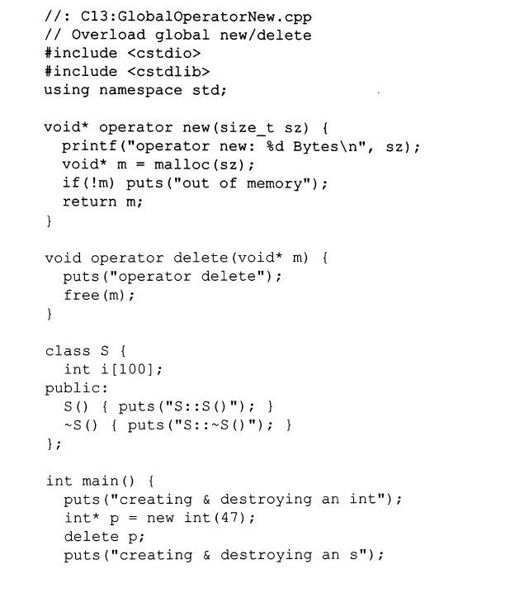 //: C13:GlobalOperatorNew.cpp
// Overload global new/delete
#include <cstdio>
#include <cstdlib>
using namespace std;

void* operator new(size_t sz) {
  printf("operator new: %d Bytes\n", sz);
  void* m = malloc(sz);
  if(!m) puts("out of memory");
  return m;
}

void operator delete(void* m) {
  puts("operator delete");
  free(m);
}

class S {
  int i[100];
public:
  S() { puts("S::S()"); }
  ~S() { puts("S::~S()"); }
};

int main() {
  puts("creating & destroying an int");
  int* p = new int(47);
  delete p;
  puts("creating & destroying an s");